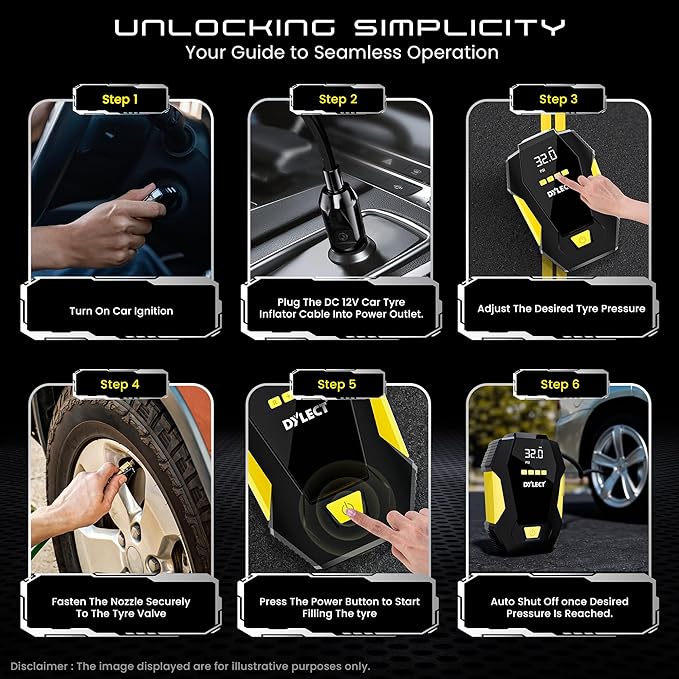 UNLOCKING SIMPLICITY
Your Guide to Seamless Operation
Step 1
Step 2
Step 3
32.0
PSI
DYLECT
Turn On Car Ignition
Plug The DC 12V Car Tyre
Inflator Cable Into Power Outlet.
Adjust The Desired Tyre Pressure
Step 4
Step 5
Step 6
DYLECT
32.0
PSI
DYLECT
Fasten The Nozzle Securely
To The Tyre Valve
Press The Power Button to Start
Filling The tyre
Auto Shut Off once Desired
Pressure Is Reached.
Disclaimer : The image displayed are for illustrative purposes only.